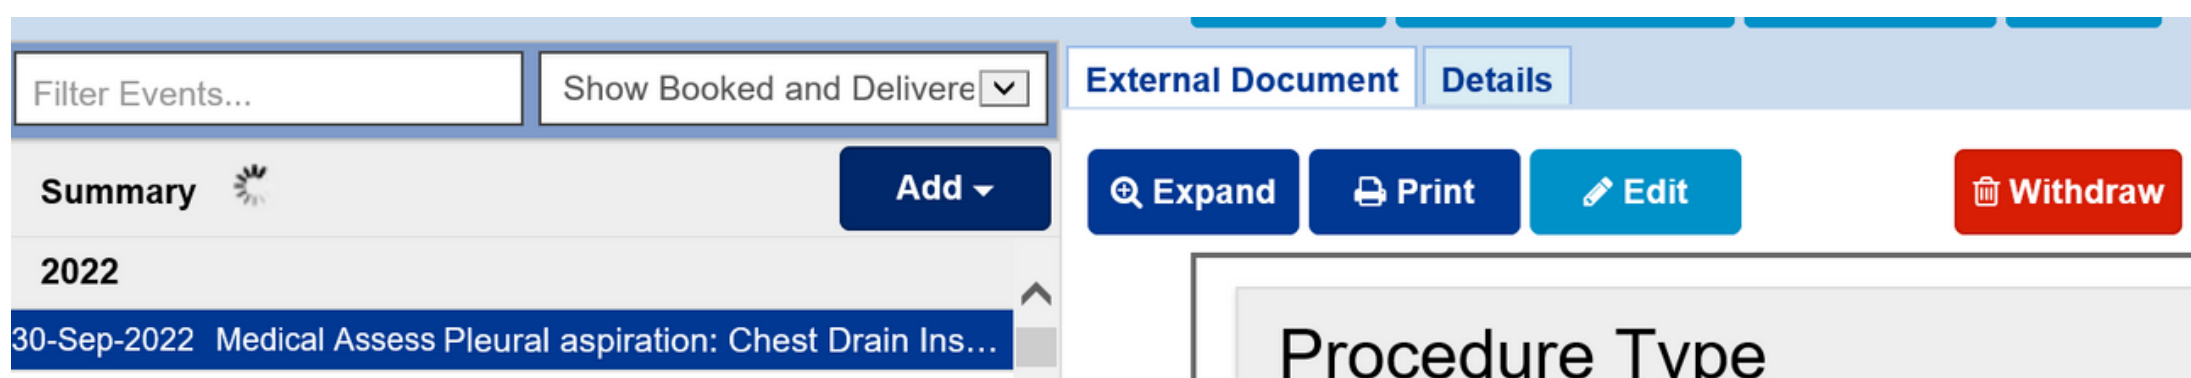 Filter Events...
Show Booked and Delivere
External Document
Details
Summary
Add
Expand
Print
Edit
Withdraw
2022
30-Sep-2022 Medical Assess Pleural aspiration: Chest Drain Ins...
Procedure Type